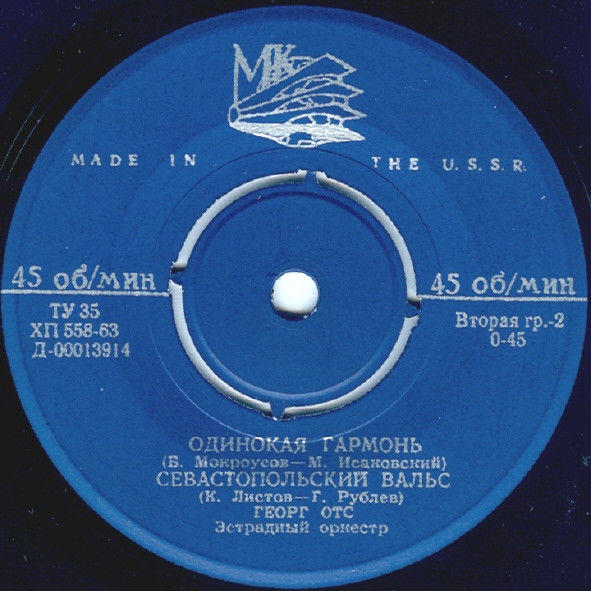 МК
MADE IN THE U.S.S.R.
45 об/мин 45 об/мин
ТУ 35
ХП 558-63
Д-00013914
Вторая гр.-2
0-45
ОДИНОКАЯ ГАРМОНЬ
(Б. Мокроусов—М. Исаковский)
СЕВАСТОПОЛЬСКИЙ ВАЛЬС
(К. Листов—Г. Рублев)
ГЕОРГ ОТС
Эстрадный оркестр